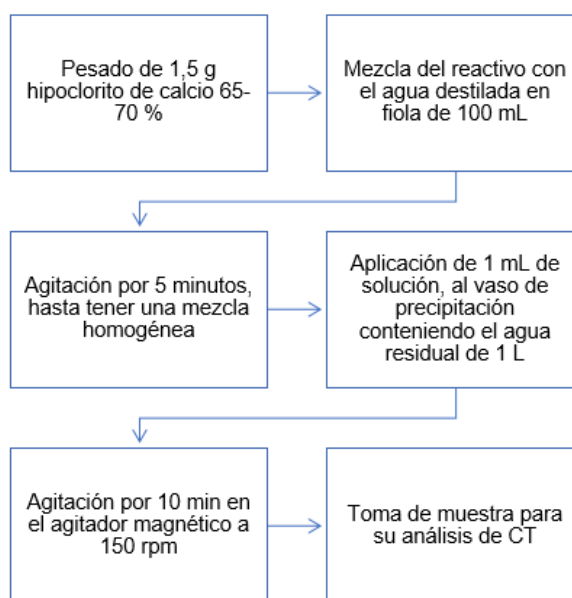 Pesado de 1,5 g
hipoclorito de calcio 65-
70 %
Mezcla del reactivo con
el agua destilada en
fiola de 100 mL
Agitación por 5 minutos,
hasta tener una mezcla
homogénea
Aplicación de 1 mL de
solución, al vaso de
precipitación
conteniendo el agua
residual de 1 L
Agitación por 10 min en
el agitador magnético a
150 rpm
Toma de muestra para
su análisis de CT